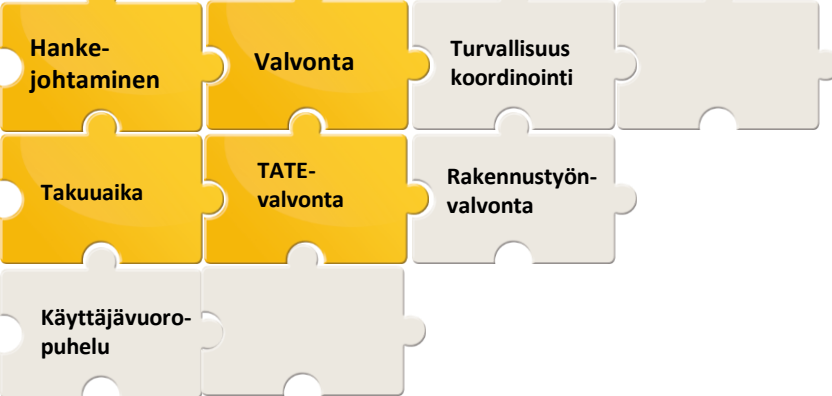 Hanke-
johtaminen
Valvonta
Turvallisuus
koordinointi
Takuuaika
TATE-
valvonta
Rakennustyön-
valvonta
Käyttäjävuoro-
puhelu